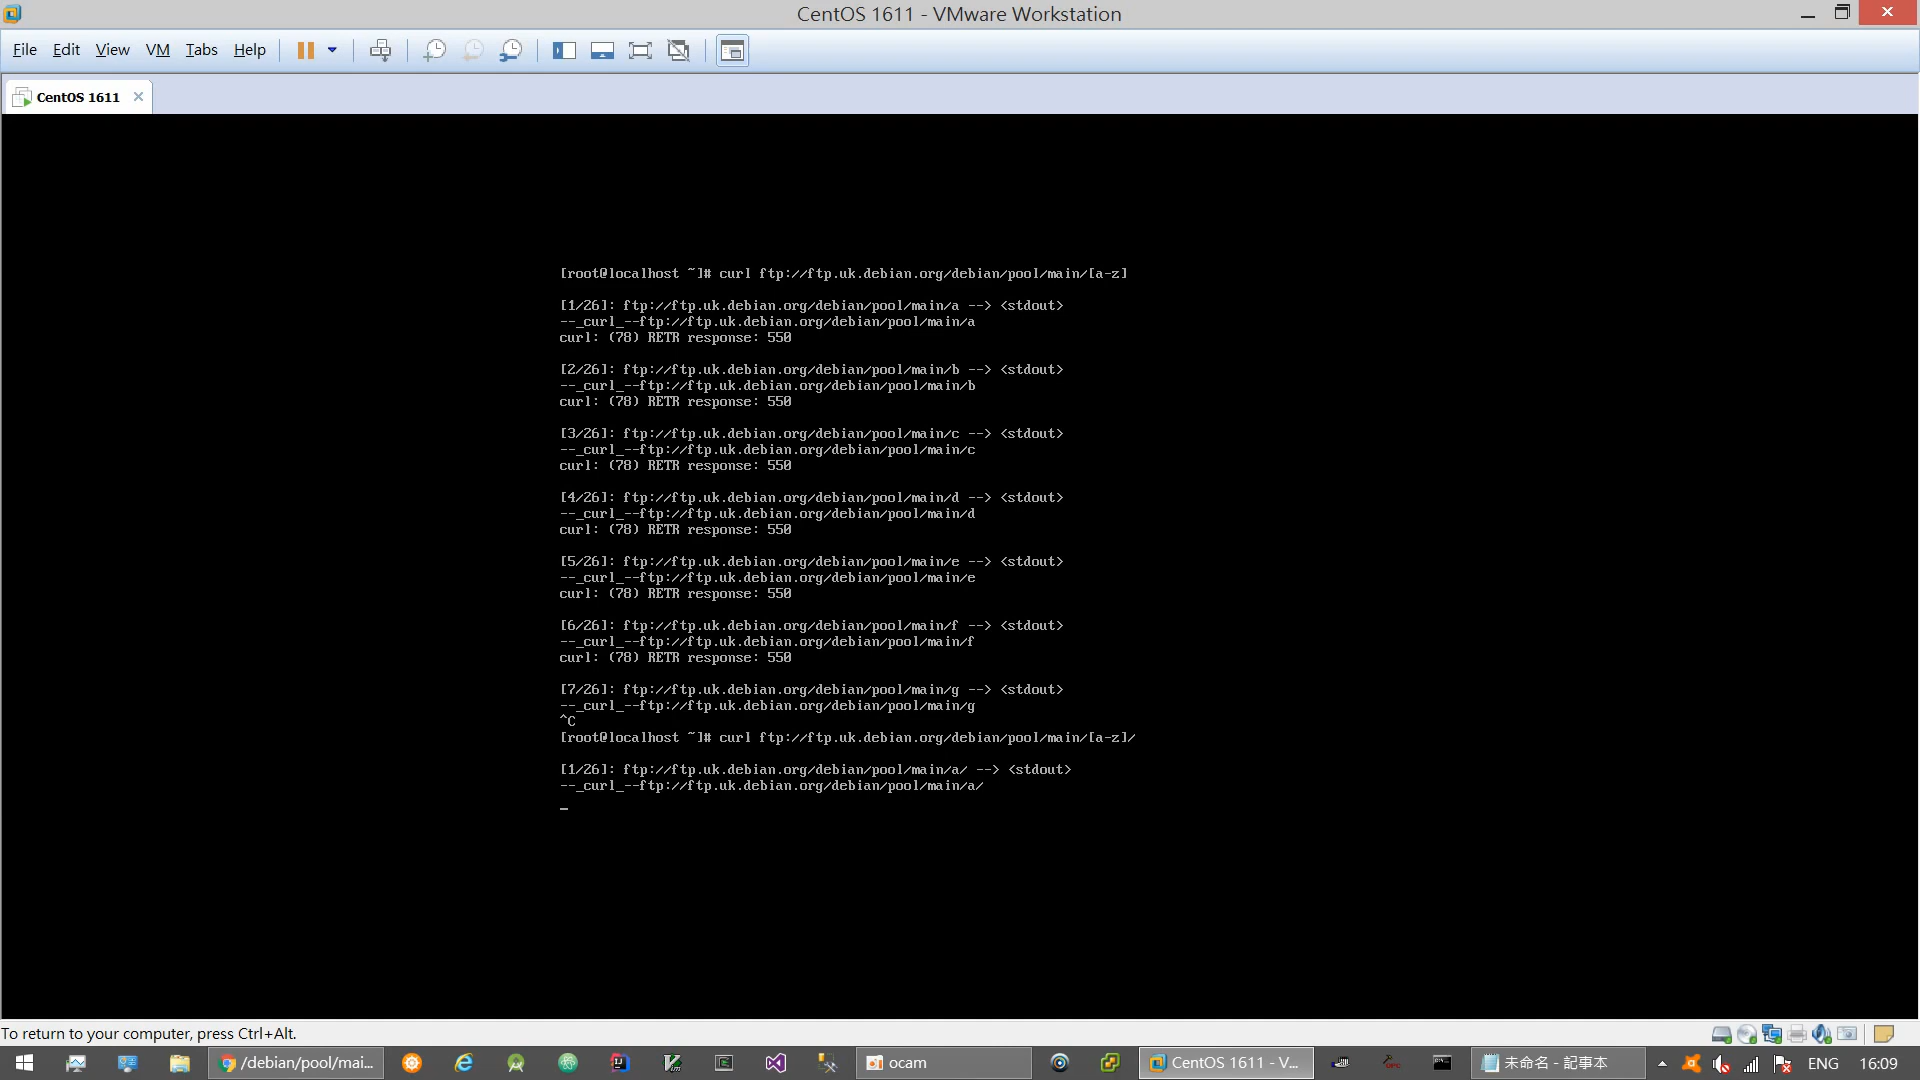 CentOS 1611 - VMware Workstation
File Edit View VM Tabs Help
CentOS 1611
[root@localhost ~]# curl ftp://ftp.uk.debian.org/debian/pool/main/[a-z]
[1/26]: ftp://ftp.uk.debian.org/debian/pool/main/a --> <stdout>
--_curl_--ftp://ftp.uk.debian.org/debian/pool/main/a
curl: (78) RETR response: 550
[2/26]: ftp://ftp.uk.debian.org/debian/pool/main/b --> <stdout>
--_curl_--ftp://ftp.uk.debian.org/debian/pool/main/b
curl: (78) RETR response: 550
[3/26]: ftp://ftp.uk.debian.org/debian/pool/main/c --> <stdout>
--_curl_--ftp://ftp.uk.debian.org/debian/pool/main/c
curl: (78) RETR response: 550
[4/26]: ftp://ftp.uk.debian.org/debian/pool/main/d --> <stdout>
--_curl_--ftp://ftp.uk.debian.org/debian/pool/main/d
curl: (78) RETR response: 550
[5/26]: ftp://ftp.uk.debian.org/debian/pool/main/e --> <stdout>
--_curl_--ftp://ftp.uk.debian.org/debian/pool/main/e
curl: (78) RETR response: 550
[6/26]: ftp://ftp.uk.debian.org/debian/pool/main/f --> <stdout>
--_curl_--ftp://ftp.uk.debian.org/debian/pool/main/f
curl: (78) RETR response: 550
[7/26]: ftp://ftp.uk.debian.org/debian/pool/main/g --> <stdout>
--_curl_--ftp://ftp.uk.debian.org/debian/pool/main/g
^C
[root@localhost ~]# curl ftp://ftp.uk.debian.org/debian/pool/main/[a-z]/
[1/26]: ftp://ftp.uk.debian.org/debian/pool/main/a/ --> <stdout>
--_curl_--ftp://ftp.uk.debian.org/debian/pool/main/a/
_
To return to your computer, press Ctrl+Alt.
/debian/pool/mai... ocam CentOS 1611 - V... 未命名 - 記事本 ENG 16:09